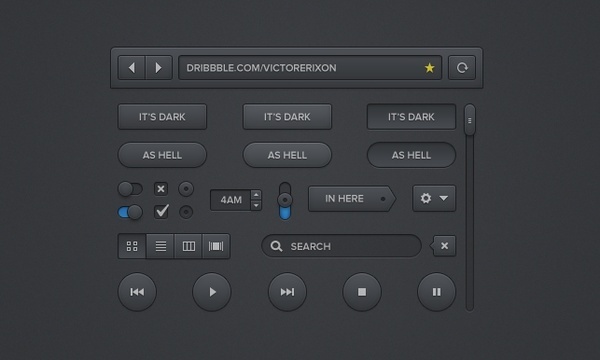 DRIBBBLE.COM/VICTORERIXON
IT'S DARK IT'S DARK IT'S DARK
AS HELL AS HELL AS HELL
4AM IN HERE
SEARCH